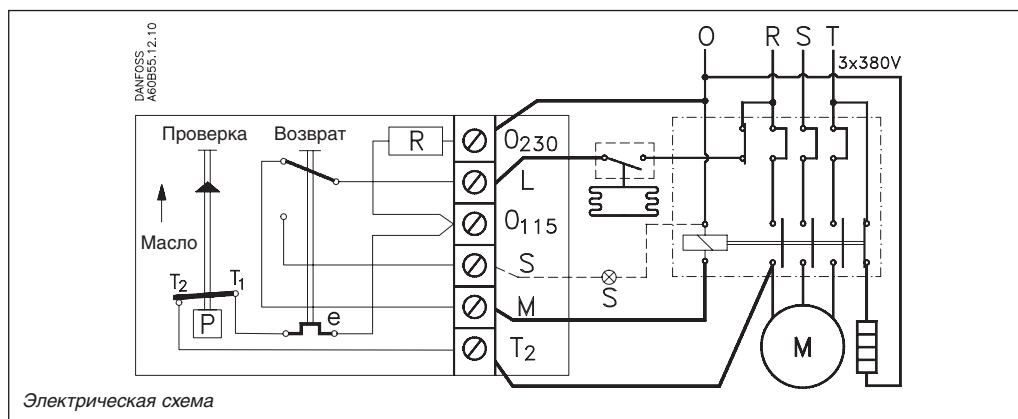 DANFOSS
A60B55.12.10
O R S T
3x380V
Проверка Возврат
R
O230
L
O115
Масло
S
S
T2 T1
P
e
M
T2
M
Электрическая схема